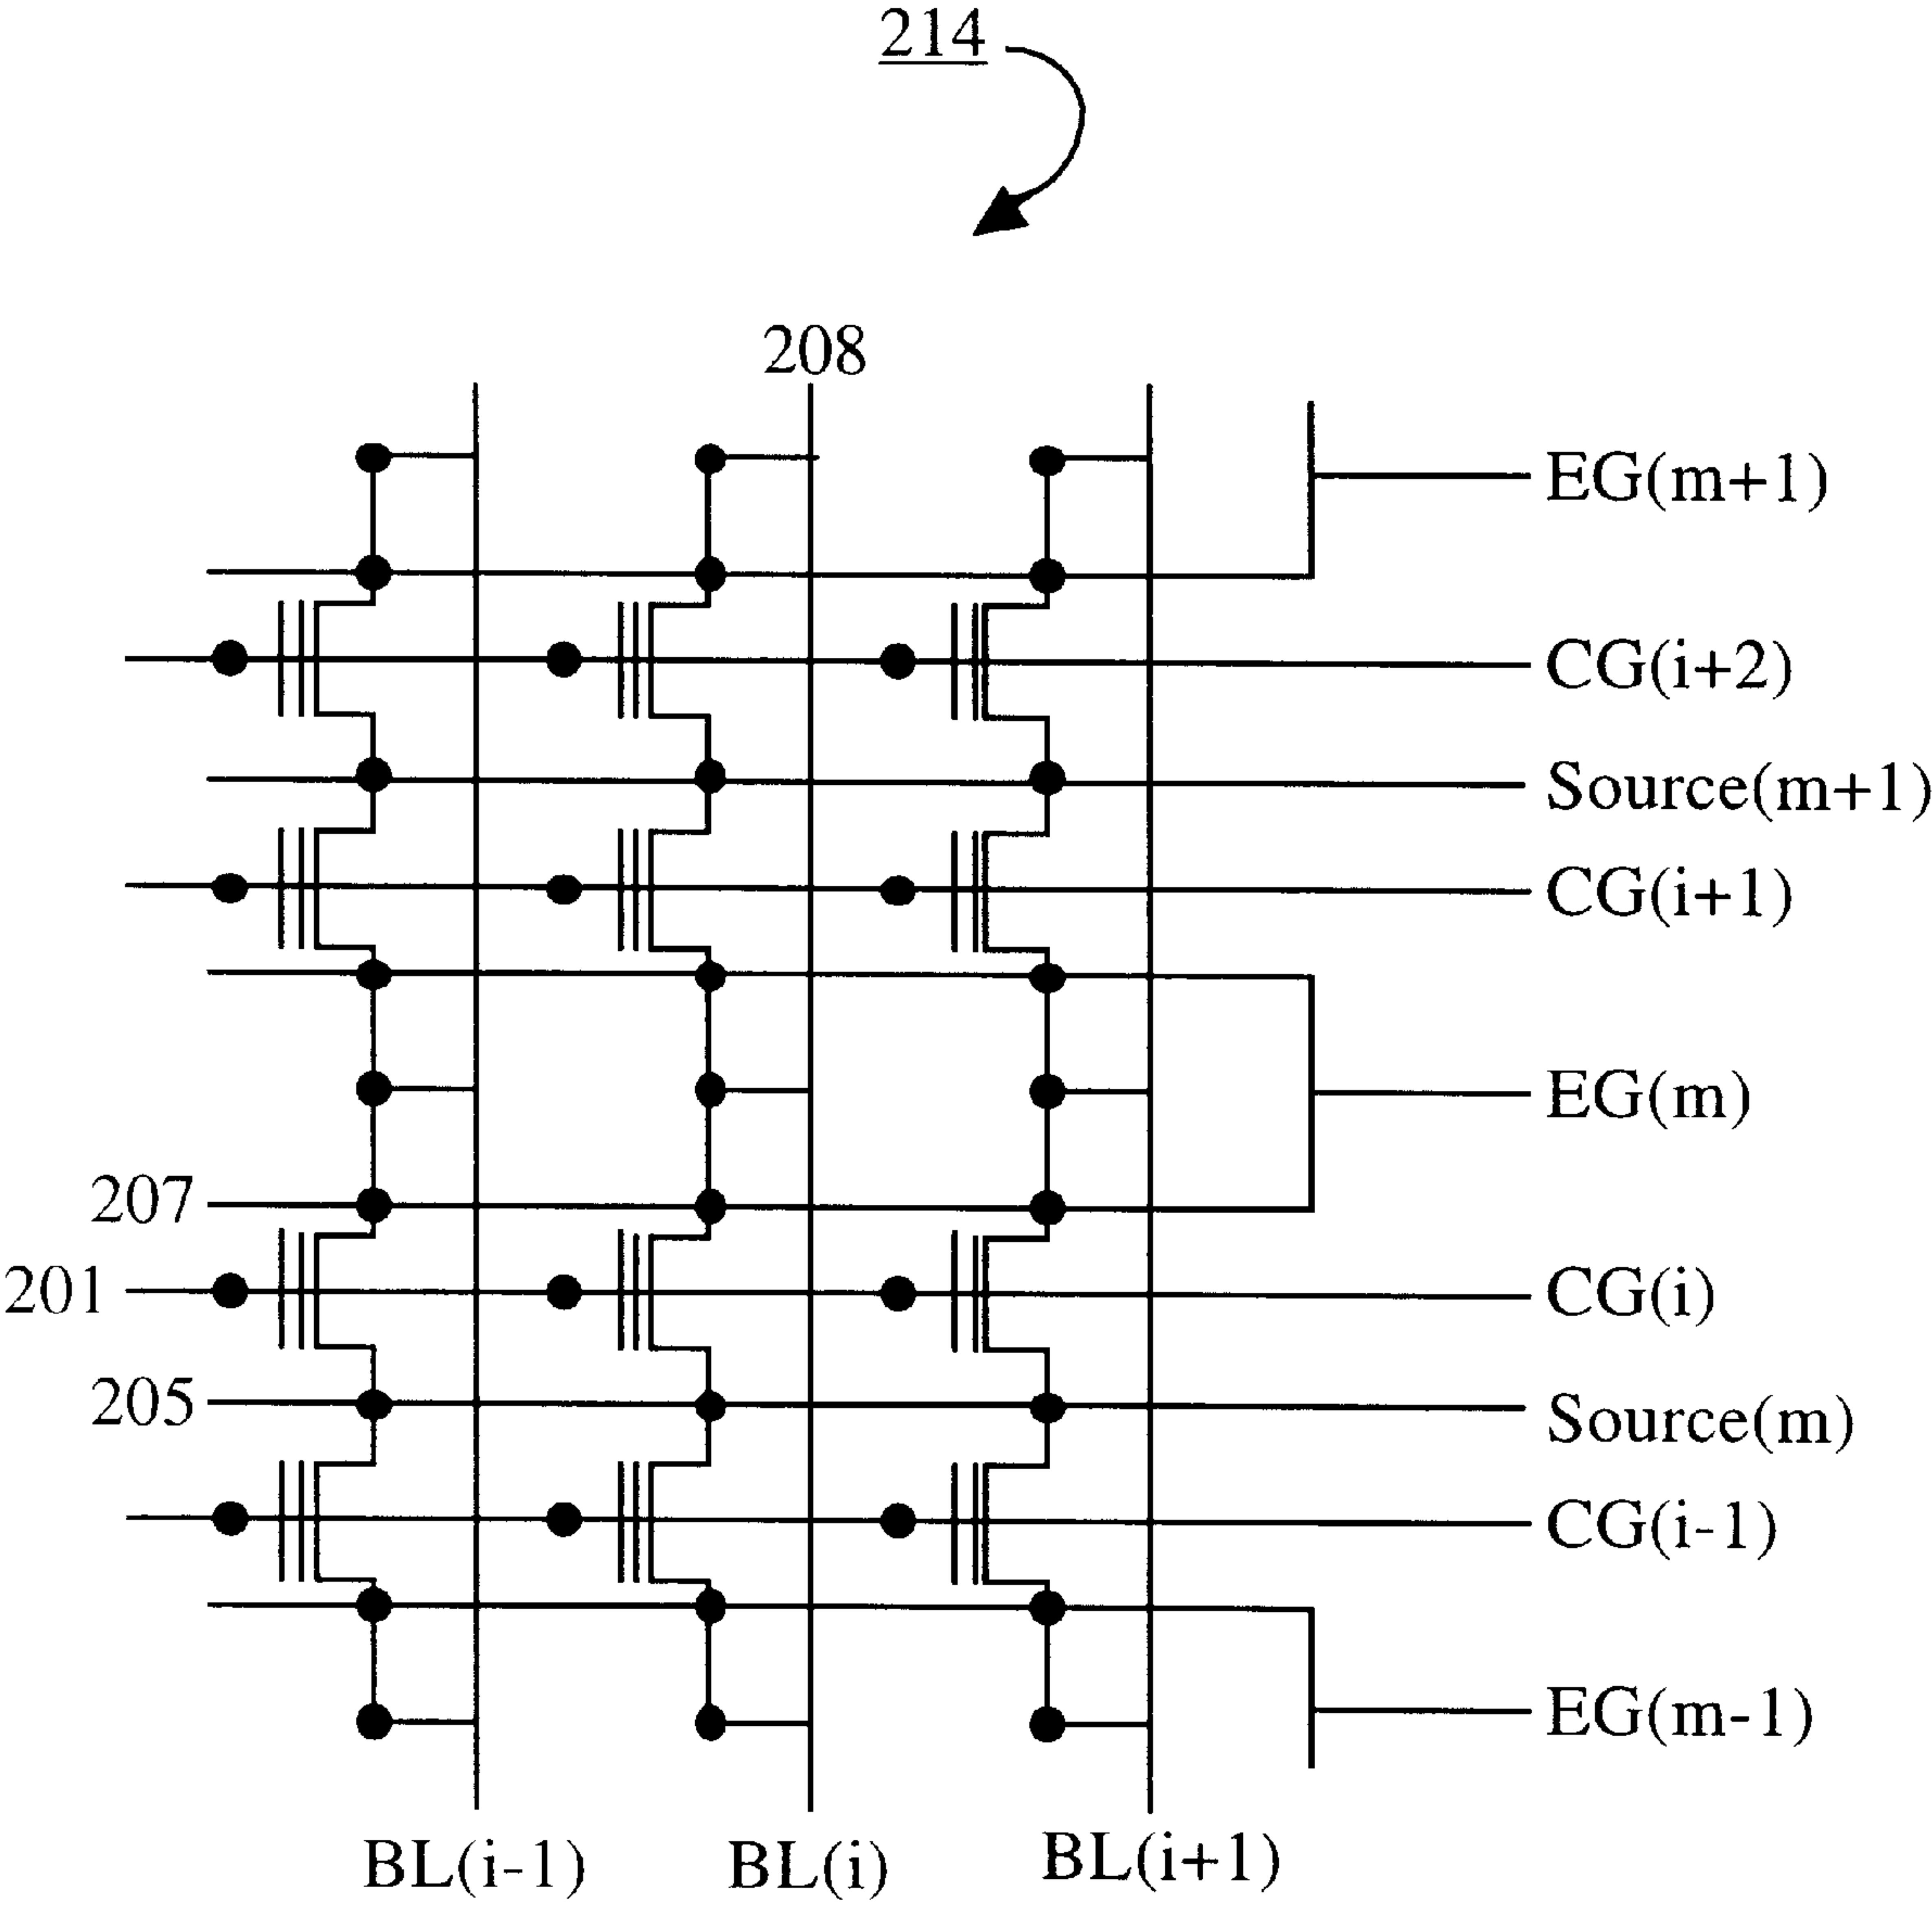 214
208
EG(m+1)
CG(i+2)
Source(m+1)
CG(i+1)
EG(m)
207
201
CG(i)
205
Source(m)
CG(i-1)
EG(m-1)
BL(i-1)
BL(i)
BL(i+1)